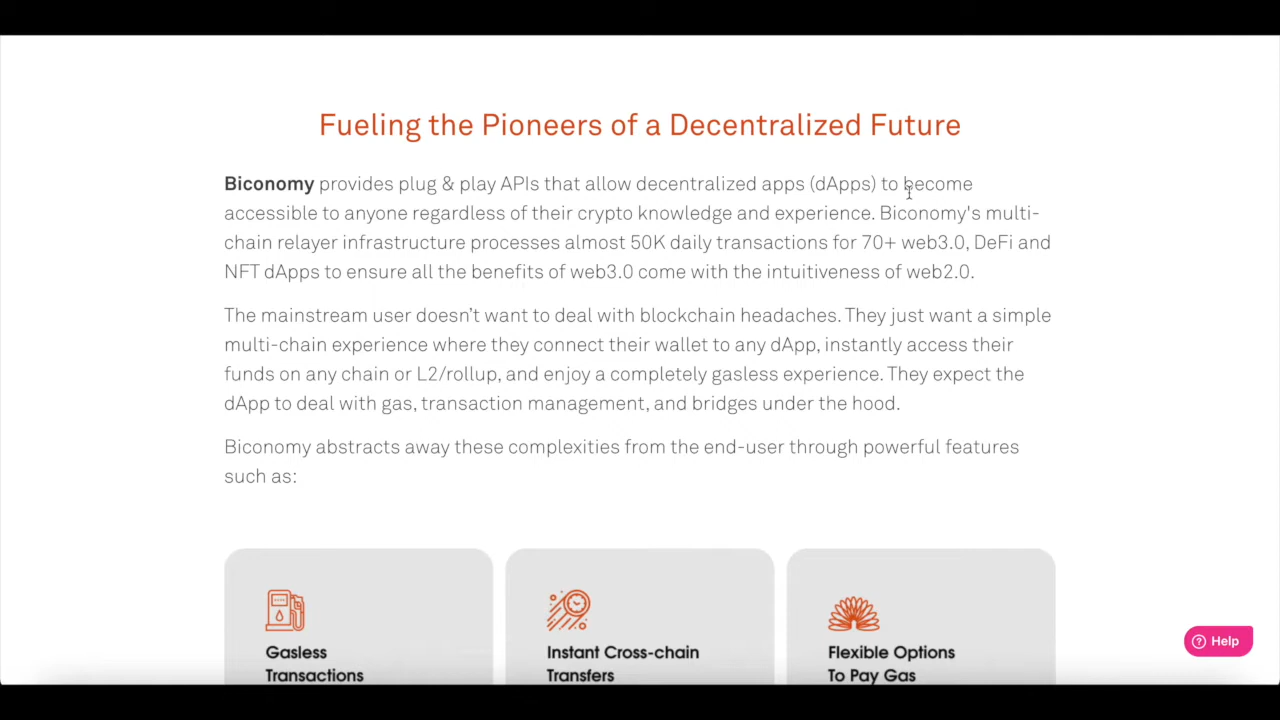 Fueling the Pioneers of a Decentralized Future
Biconomy provides plug & play APIs that allow decentralized apps (dApps) to become
accessible to anyone regardless of their crypto knowledge and experience. Biconomy's multi-
chain relayer infrastructure processes almost 50K daily transactions for 70+ web3.0, DeFi and
NFT dApps to ensure all the benefits of web3.0 come with the intuitiveness of web2.0.
The mainstream user doesn't want to deal with blockchain headaches. They just want a simple
multi-chain experience where they connect their wallet to any dApp, instantly access their
funds on any chain or L2/rollup, and enjoy a completely gasless experience. They expect the
dApp to deal with gas, transaction management, and bridges under the hood.
Biconomy abstracts away these complexities from the end-user through powerful features
such as:
Gasless
Transactions
Instant Cross-chain
Transfers
Flexible Options
To Pay Gas
Help